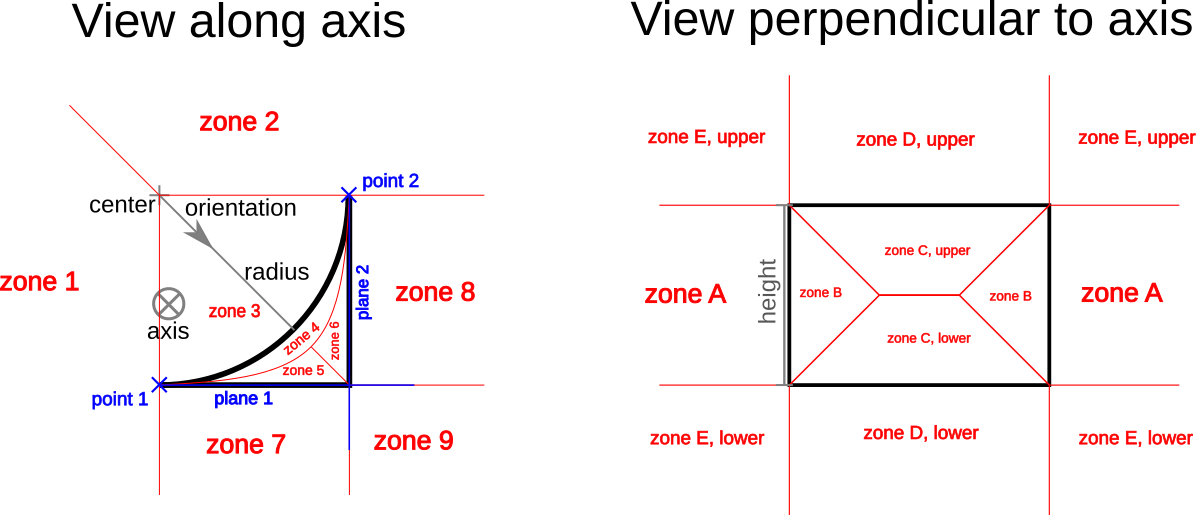 View along axis
zone 2
point 2
center
orientation
zone 1
radius
plane 2
zone 8
axis
zone 3
zone 4
zone 6
zone 5
point 1
plane 1
zone 7
zone 9
View perpendicular to axis
zone E, upper
zone D, upper
zone E, upper
height
zone A
zone B
zone C, upper
zone B
zone A
zone C, lower
zone E, lower
zone D, lower
zone E, lower